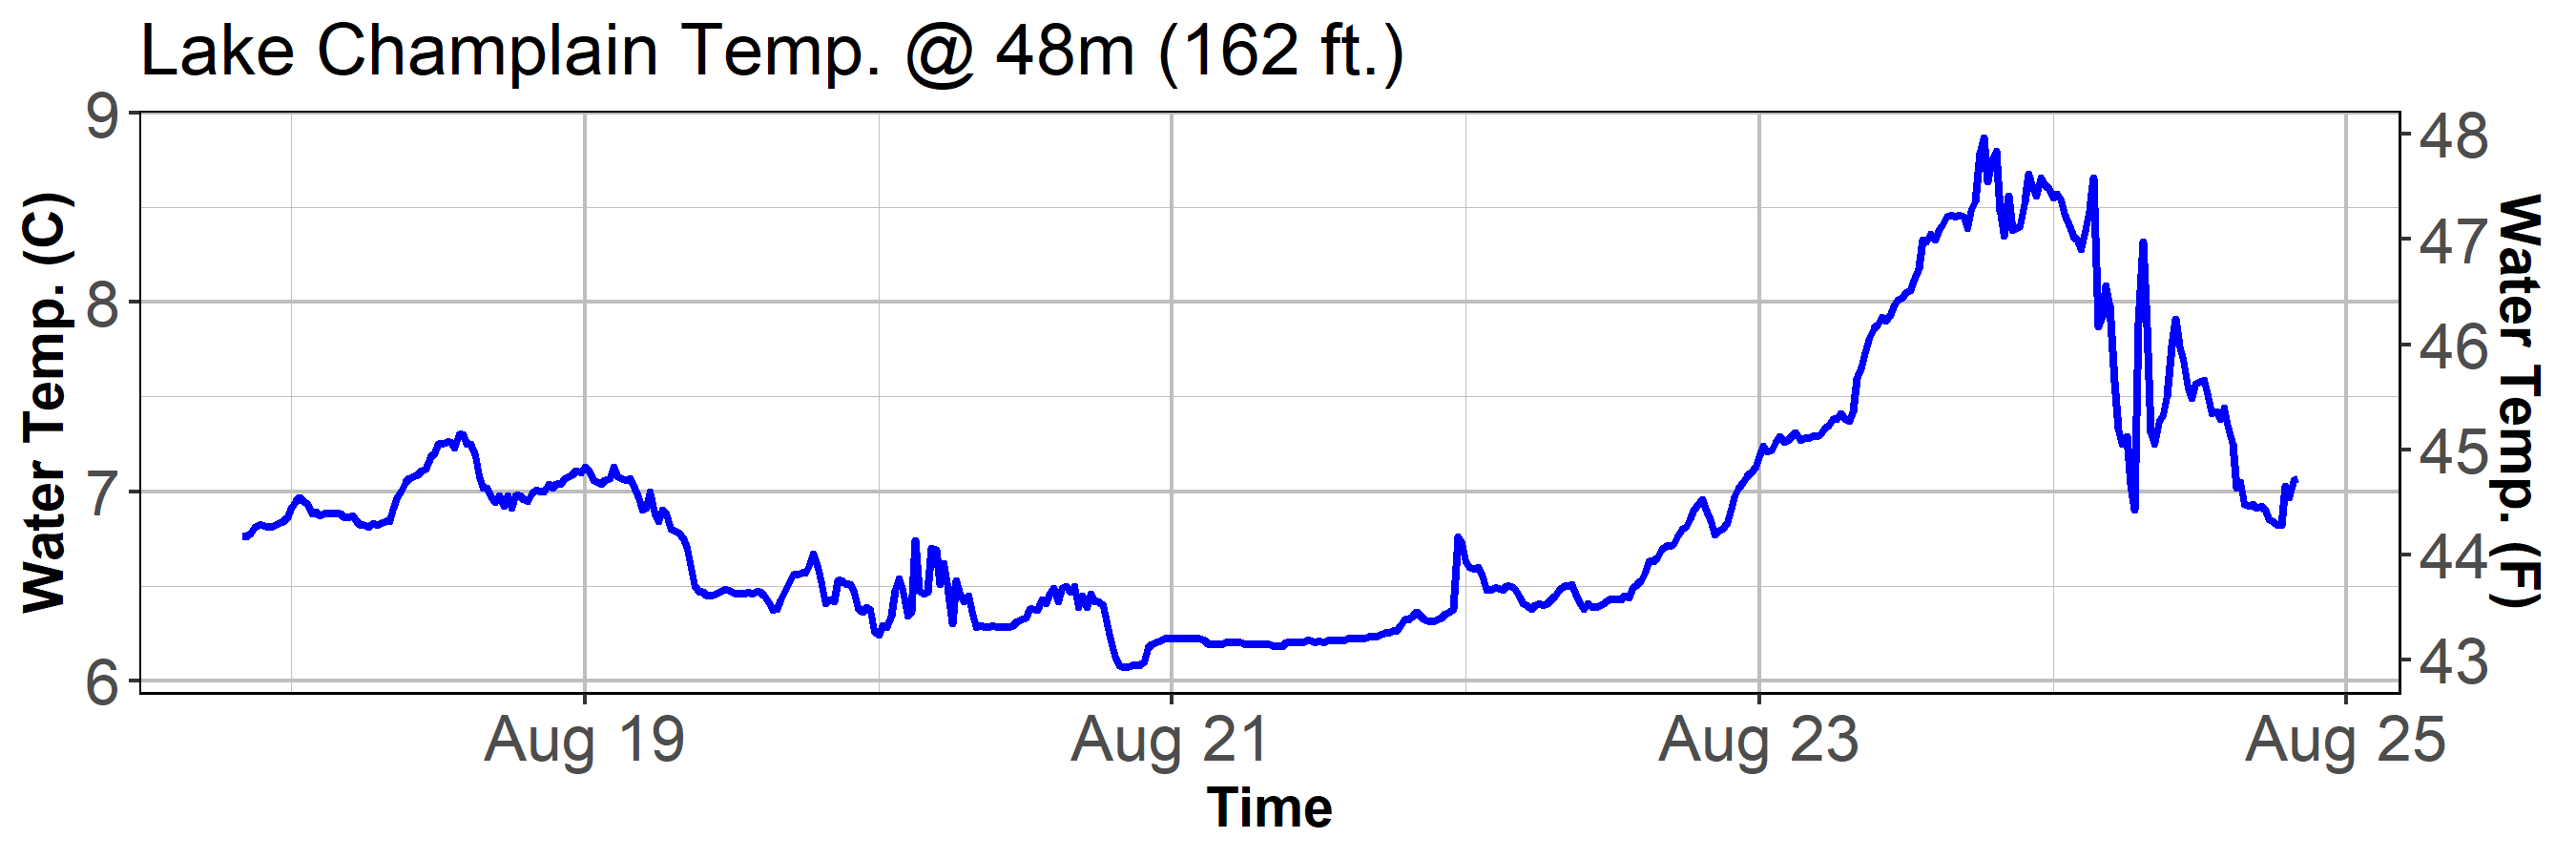 Lake Champlain Temp. @ 48m (162 ft.)
Water Temp. (C)
9
8
7
6
48
47
46
45
44
43
Water Temp. (F)
Aug 19 Aug 21 Aug 23 Aug 25
Time